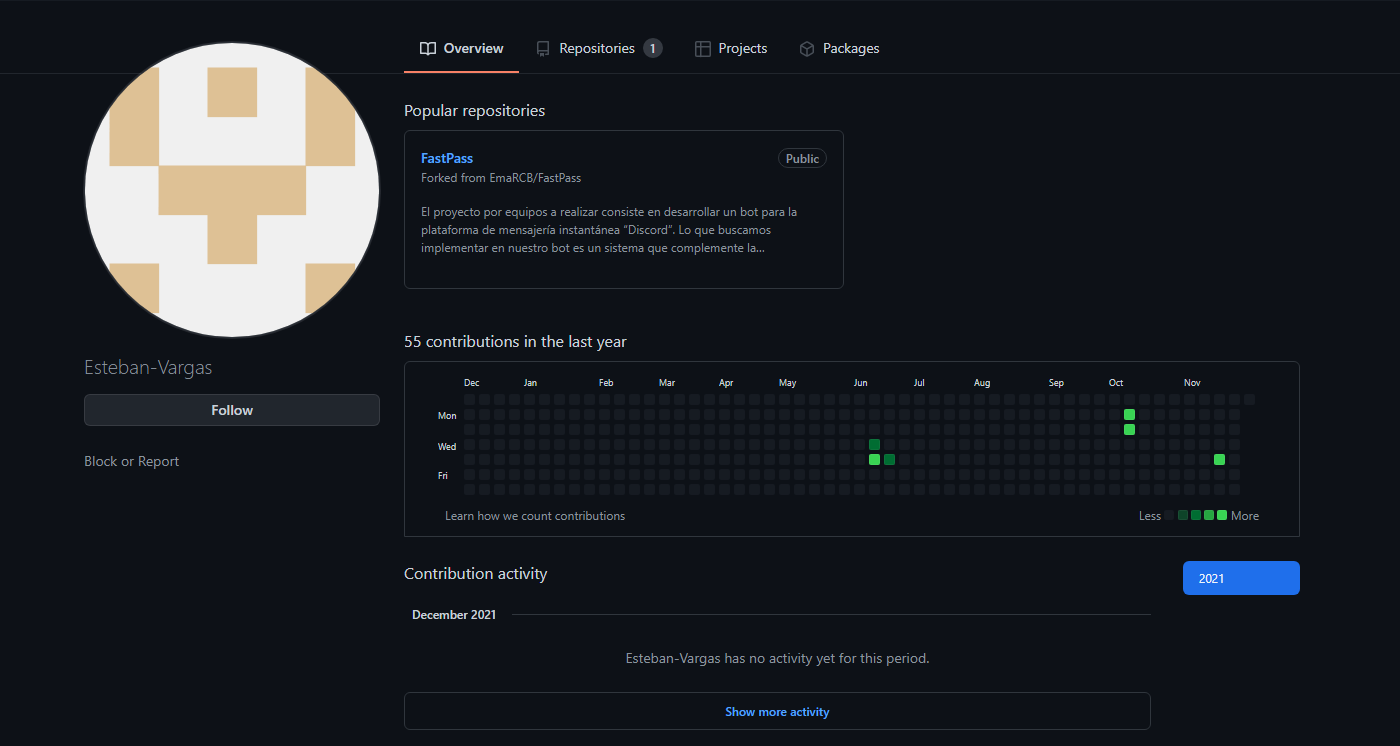 Overview Repositories 1 Projects Packages
Popular repositories
FastPass Public
Forked from EmaRCB/FastPass
El proyecto por equipos a realizar consiste en desarrollar un bot para la
plataforma de mensajería instantánea “Discord”. Lo que buscamos
implementar en nuestro bot es un sistema que complemente la...
Esteban-Vargas
Follow
Block or Report
55 contributions in the last year
Dec Jan Feb Mar Apr May Jun Jul Aug Sep Oct Nov
Mon
Wed
Fri
Learn how we count contributions
Less More
Contribution activity
2021
December 2021
Esteban-Vargas has no activity yet for this period.
Show more activity